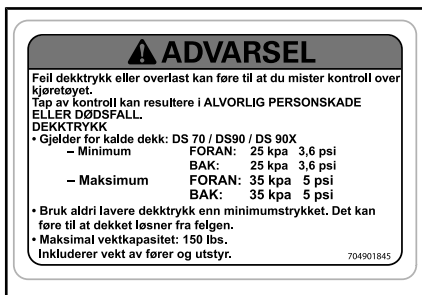 ADVARSEL
Feil dekktrykk eller overlast kan føre til at du mister kontroll over
kjøretøyet.
Tap av kontroll kan resultere i ALVORLIG PERSONSKADE
ELLER DØDSFALL.
DEKKTRYKK
• Gjelder for kalde dekk: DS 70 / DS90 / DS 90X
– Minimum FORAN: 25 kpa 3,6 psi
BAK: 25 kpa 3,6 psi
– Maksimum FORAN: 35 kpa 5 psi
BAK: 35 kpa 5 psi
• Bruk aldri lavere dekktrykk enn minimumstrykket. Det kan
føre til at dekket løsner fra felgen.
• Maksimal vektkapasitet: 150 lbs.
Inkluderer vekt av fører og utstyr.
704901845